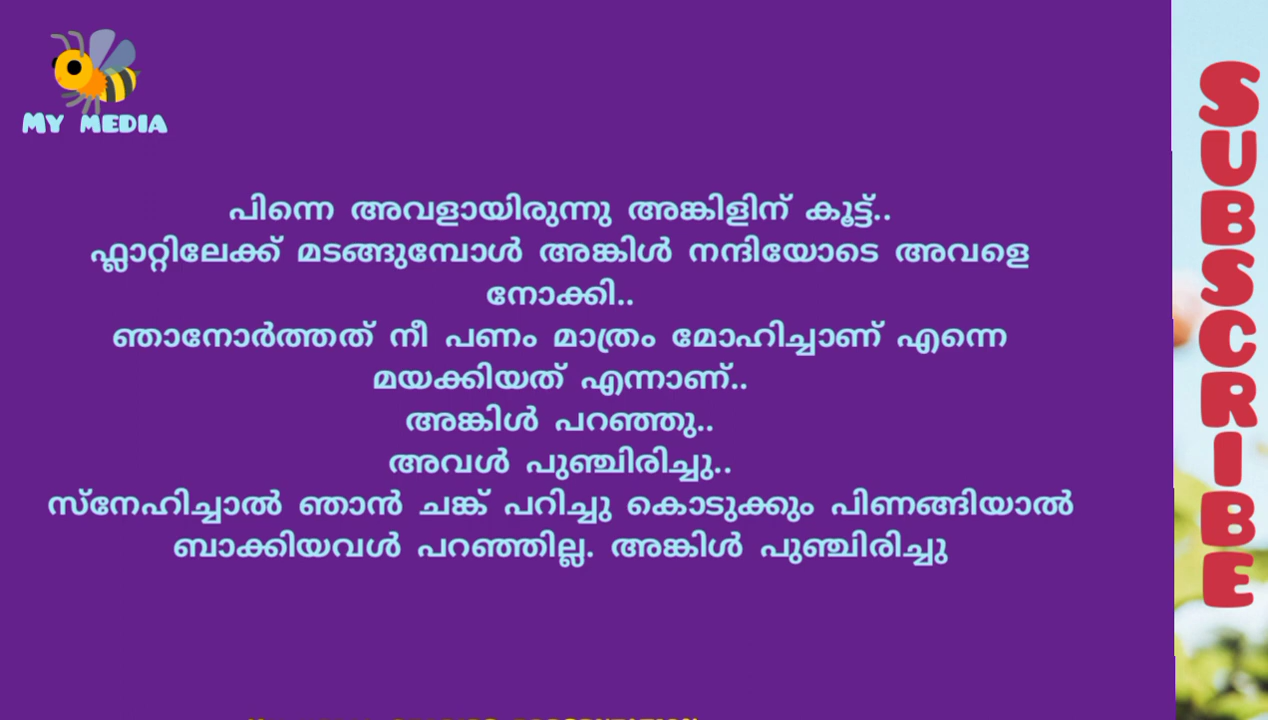 MY MEDIA
പിന്നെ അവളായിരുന്നു അങ്കിളിന് കൂട്ട്..
ഫ്ലാറ്റിലേക്ക് മടങ്ങുമ്പോൾ അങ്കിൾ നന്ദിയോടെ അവളെ
നോക്കി..
ഞാനോർത്തത് നീ പണം മാത്രം മോഹിച്ചാണ് എന്നെ
മയക്കിയത് എന്നാണ്..
അങ്കിൾ പറഞ്ഞു..
അവൾ പുഞ്ചിരിച്ചു..
സ്നേഹിച്ചാൽ ഞാൻ ചങ്ക് പറിച്ചു കൊടുക്കും പിണങ്ങിയാൽ
ബാക്കിയവൾ പറഞ്ഞില്ല. അങ്കിൾ പുഞ്ചിരിച്ചു
SUBSCRIBE